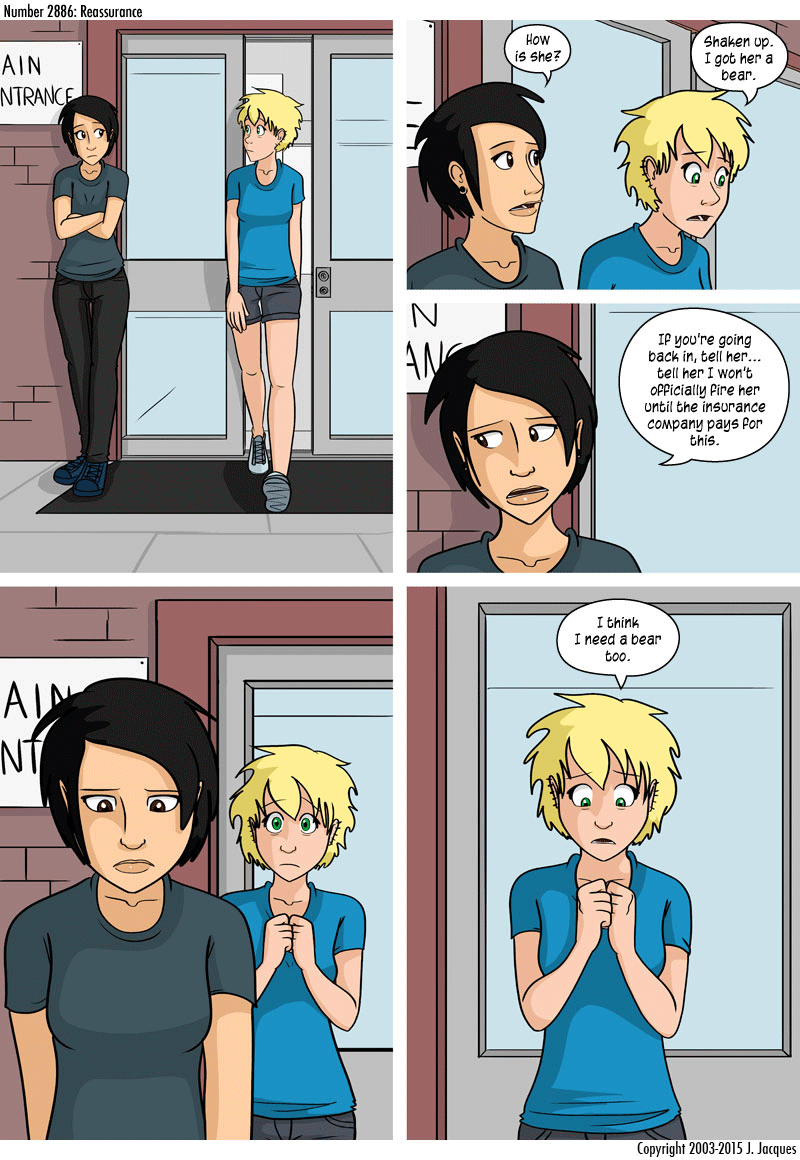 Number 2886: Reassurance
AIN
NTRANCE
How
is she?
Shaken up.
I got her a
bear.
N
ANC
If you're going
back in, tell her...
tell her I won't
officially fire her
until the insurance
company pays for
this.
AIN
NT
I think
I need a bear
too.
Copyright 2003-2015 J. Jacques